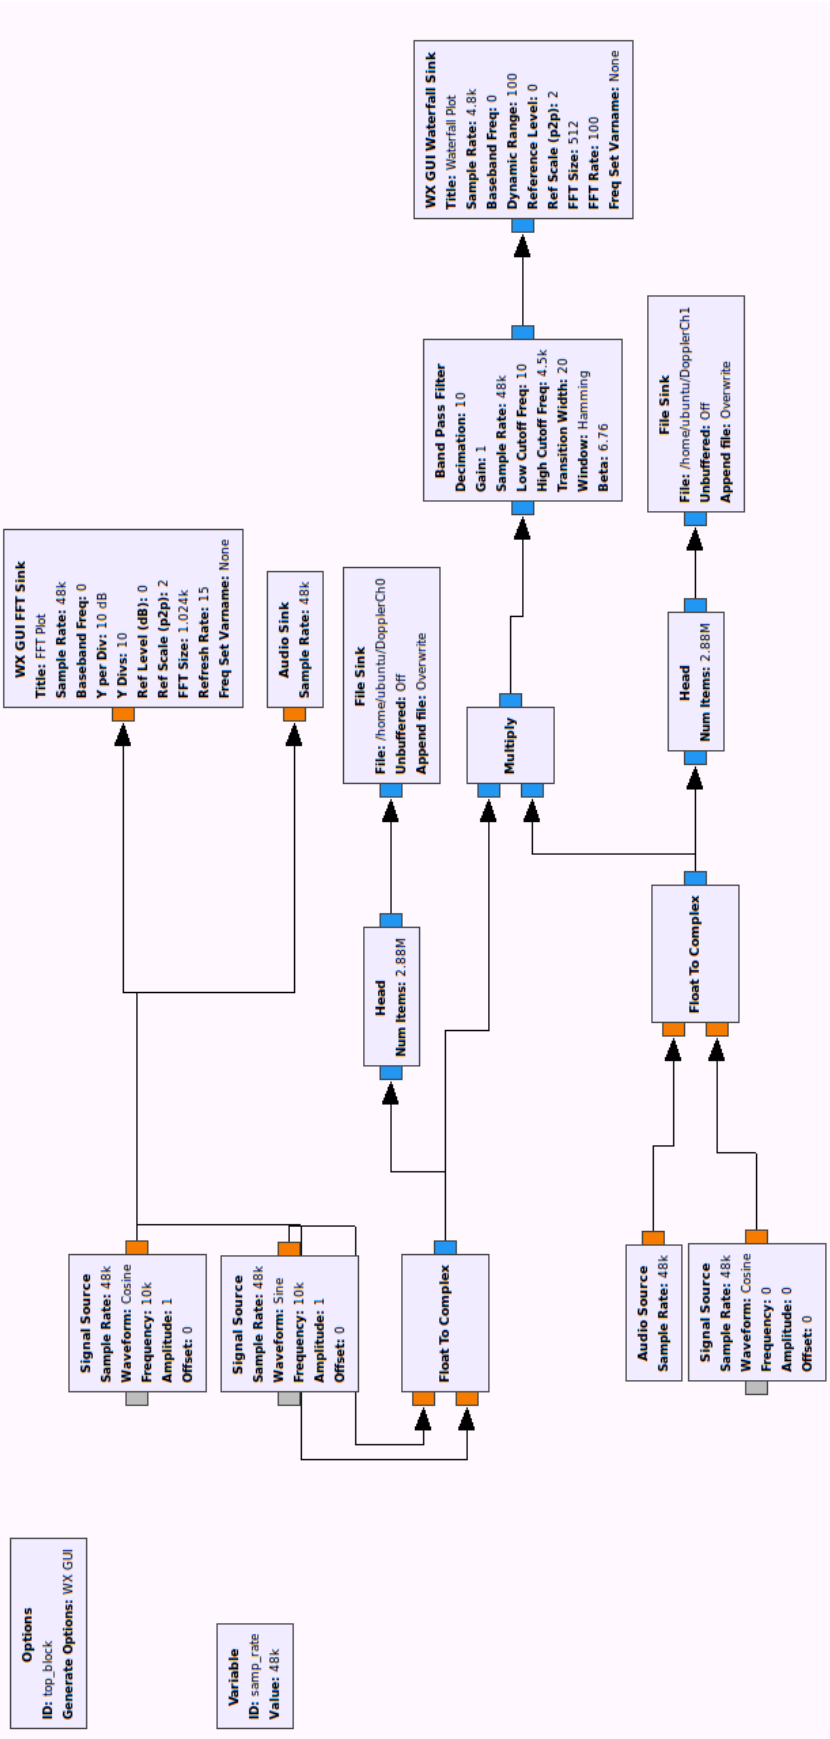 Options
ID: top_block
Generate Options: WX GUI
Variable
ID: samp_rate
Value: 48k
Signal Source
Sample Rate: 48k
Waveform: Cosine
Frequency: 10k
Amplitude: 1
Offset: 0
Signal Source
Sample Rate: 48k
Waveform: Sine
Frequency: 10k
Amplitude: 1
Offset: 0
Float To Complex
Audio Source
Sample Rate: 48k
Signal Source
Sample Rate: 48k
Waveform: Cosine
Frequency: 0
Amplitude: 0
Offset: 0
Head
Num Items: 2.88M
Float To Complex
WX GUI FFT Sink
Title: FFT Plot
Sample Rate: 48k
Baseband Freq: 0
Y per Div: 10 dB
Y Divs: 10
Ref Level (dB): 0
Ref Scale (p2p): 2
FFT Size: 1.024k
Refresh Rate: 15
Freq Set Varname: None
Audio Sink
Sample Rate: 48k
File Sink
File: /home/ubuntu/DopplerCh0
Unbuffered: Off
Append file: Overwrite
Multiply
Head
Num Items: 2.88M
Band Pass Filter
Decimation: 10
Gain: 1
Sample Rate: 48k
Low Cutoff Freq: 10
High Cutoff Freq: 4.5k
Transition Width: 20
Window: Hamming
Beta: 6.76
File Sink
File: /home/ubuntu/DopplerCh1
Unbuffered: Off
Append file: Overwrite
WX GUI Waterfall Sink
Title: Waterfall Plot
Sample Rate: 4.8k
Baseband Freq: 0
Dynamic Range: 100
Reference Level: 0
Ref Scale (p2p): 2
FFT Size: 512
FFT Rate: 100
Freq Set Varname: None